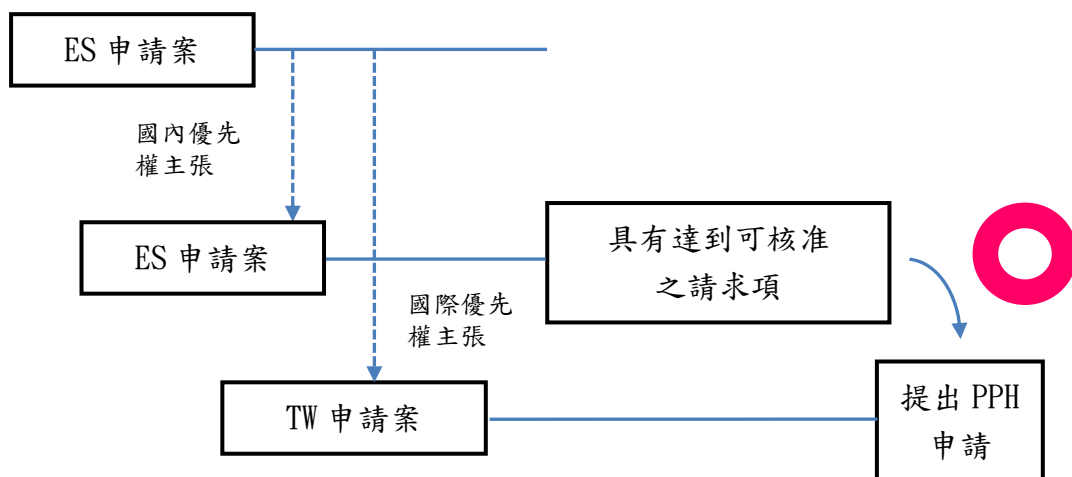 ES 申請案
國內優先
權主張
ES 申請案
具有達到可核准
之請求項
國際優先
權主張
TW 申請案
提出 PPH
申請